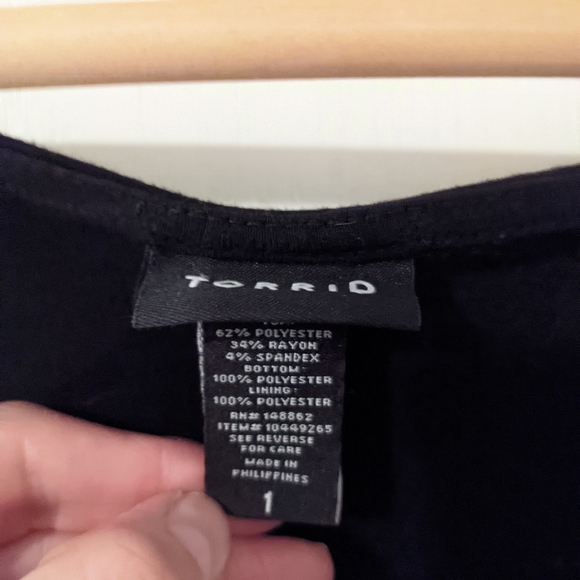 TORRID
TOP:
62% POLYESTER
34% RAYON
4% SPANDEX
BOTTOM:
100% POLYESTER
LINING:
100% POLYESTER
RN# 148862
ITEM# 10449265
SEE REVERSE
FOR CARE
MADE IN
PHILIPPINES
1